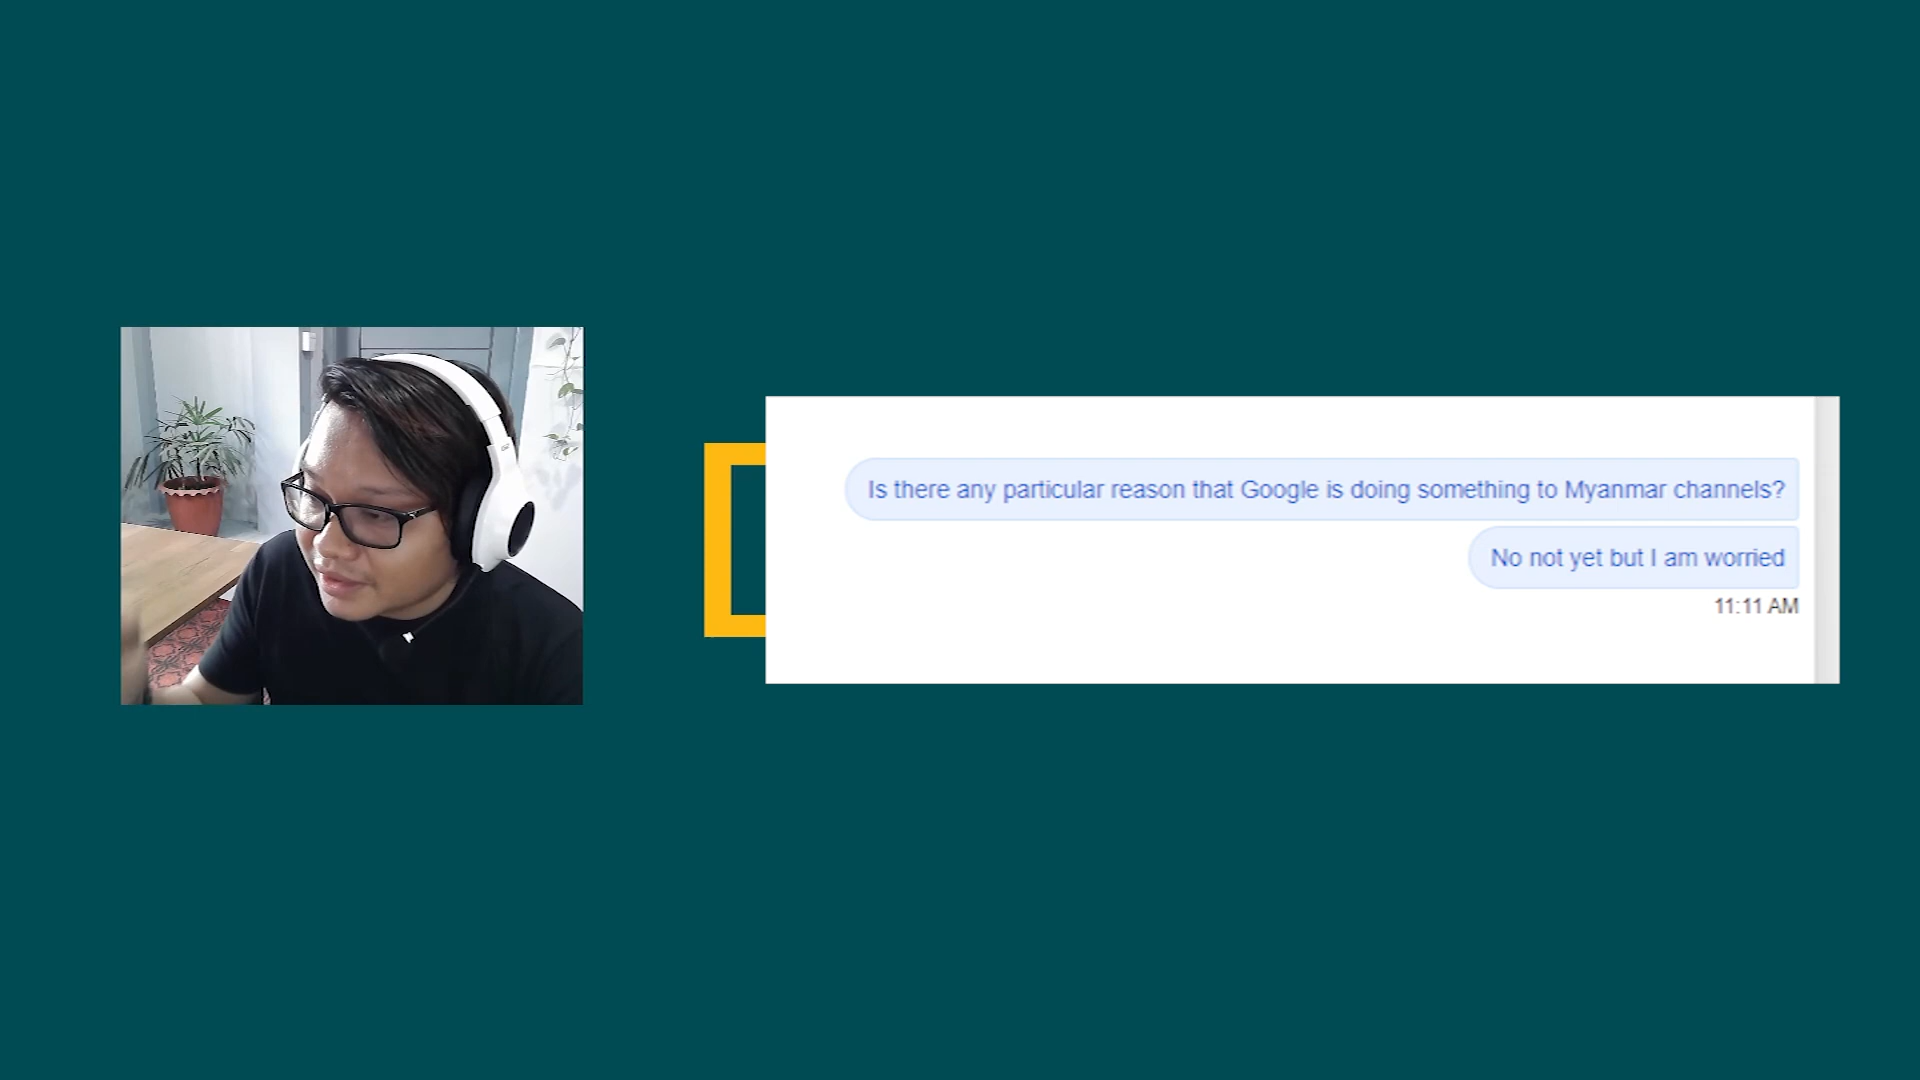 Is there any particular reason that Google is doing something to Myanmar channels?
No not yet but I am worried
11:11 AM